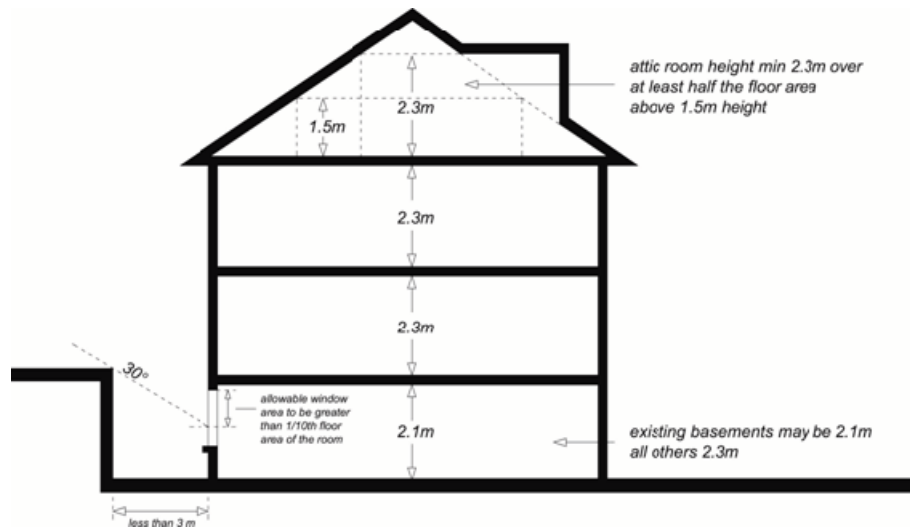 attic room height min 2.3m over
at least half the floor area
above 1.5m height
2.3m
1.5m
2.3m
2.3m
30°
allowable window
area to be greater
than 1/10th floor
area of the room
2.1m
existing basements may be 2.1m
all others 2.3m
less than 3 m